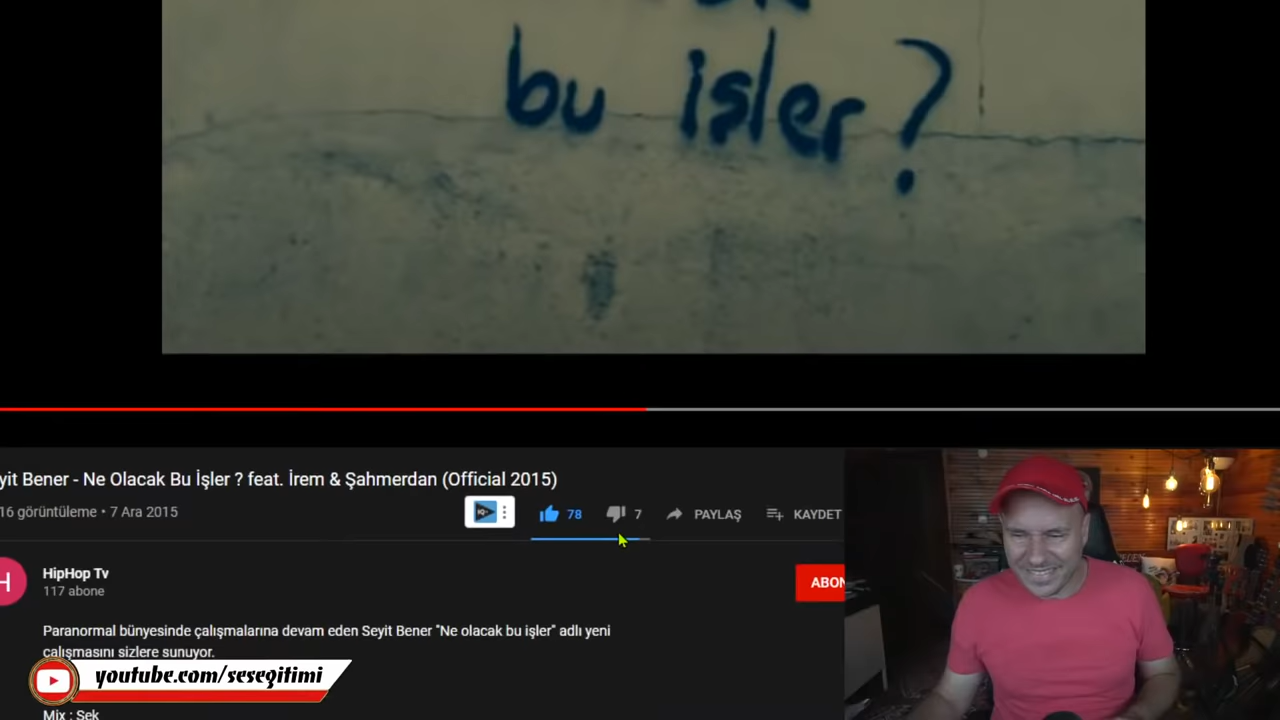 bu işler?
yit Bener - Ne Olacak Bu İşler ? feat. İrem & Şahmerdan (Official 2015)
16 görüntüleme • 7 Ara 2015
IQ
78
7
PAYLAŞ
KAYDET
H
HipHop Tv
117 abone
ABON
Paranormal bünyesinde çalışmalarına devam eden Seyit Bener "Ne olacak bu işler" adlı yeni
çalışmasını sizlere sunuyor.
youtube.com/sesegitimi
Mix : Sek